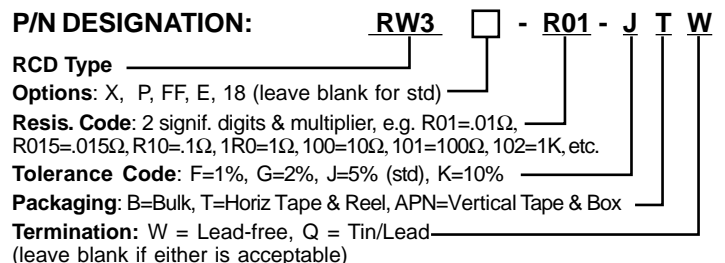 P/N DESIGNATION: RW3 □ - R01 - J T W
RCD Type
Options: X, P, FF, E, 18 (leave blank for std)
Resis. Code: 2 signif. digits & multiplier, e.g. R01=.01Ω,
R015=.015Ω, R10=.1Ω, 1R0=1Ω, 100=10Ω, 101=100Ω, 102=1K, etc.
Tolerance Code: F=1%, G=2%, J=5% (std), K=10%
Packaging: B=Bulk, T=Horiz Tape & Reel, APN=Vertical Tape & Box
Termination: W = Lead-free, Q = Tin/Lead
(leave blank if either is acceptable)